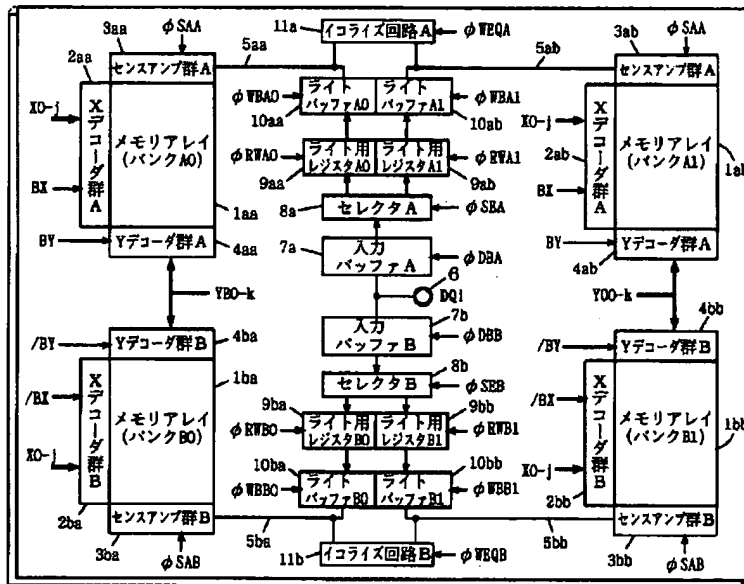 11a
イコライズ回路A
φWEQA
φSAA
3aa
5aa
センスアンプ群A
2aa
X0-j
BX
Xデコーダ群A
メモリアレイ
(バンクA0)
1aa
BY
Yデコーダ群A
4aa
φWBA0
ライト
バッファA0
ライト
バッファA1
φWBA1
10aa
10ab
φRWA0
ライト用
レジスタA0
ライト用
レジスタA1
φRWA1
9aa
9ab
8a
セレクタA
φSEA
7a
入力
バッファA
φDBA
6
DQi
φSAA
3ab
5ab
センスアンプ群A
X0-j
2ab
BX
Xデコーダ群A
メモリアレイ
(バンクA1)
1ab
BY
Yデコーダ群A
4ab
YB0-k
YO0-k
/BY
Yデコーダ群B
4ba
1ba
/BX
X0-j
Xデコーダ群B
メモリアレイ
(バンクB0)
2ba
センスアンプ群B
3ba
φSAB
5ba
7b
入力
バッファB
φDBB
8b
セレクタB
φSEB
9ba
9bb
φRWB0
ライト用
レジスタB0
ライト用
レジスタB1
φRWB1
10ba
10bb
φWBB0
ライト
バッファB0
ライト
バッファB1
φWBB1
11b
イコライズ回路B
φWEQB
4bb
/BY
Yデコーダ群B
/BX
X0-j
Xデコーダ群B
メモリアレイ
(バンクB1)
1bb
2bb
センスアンプ群B
5bb
3bb
φSAB